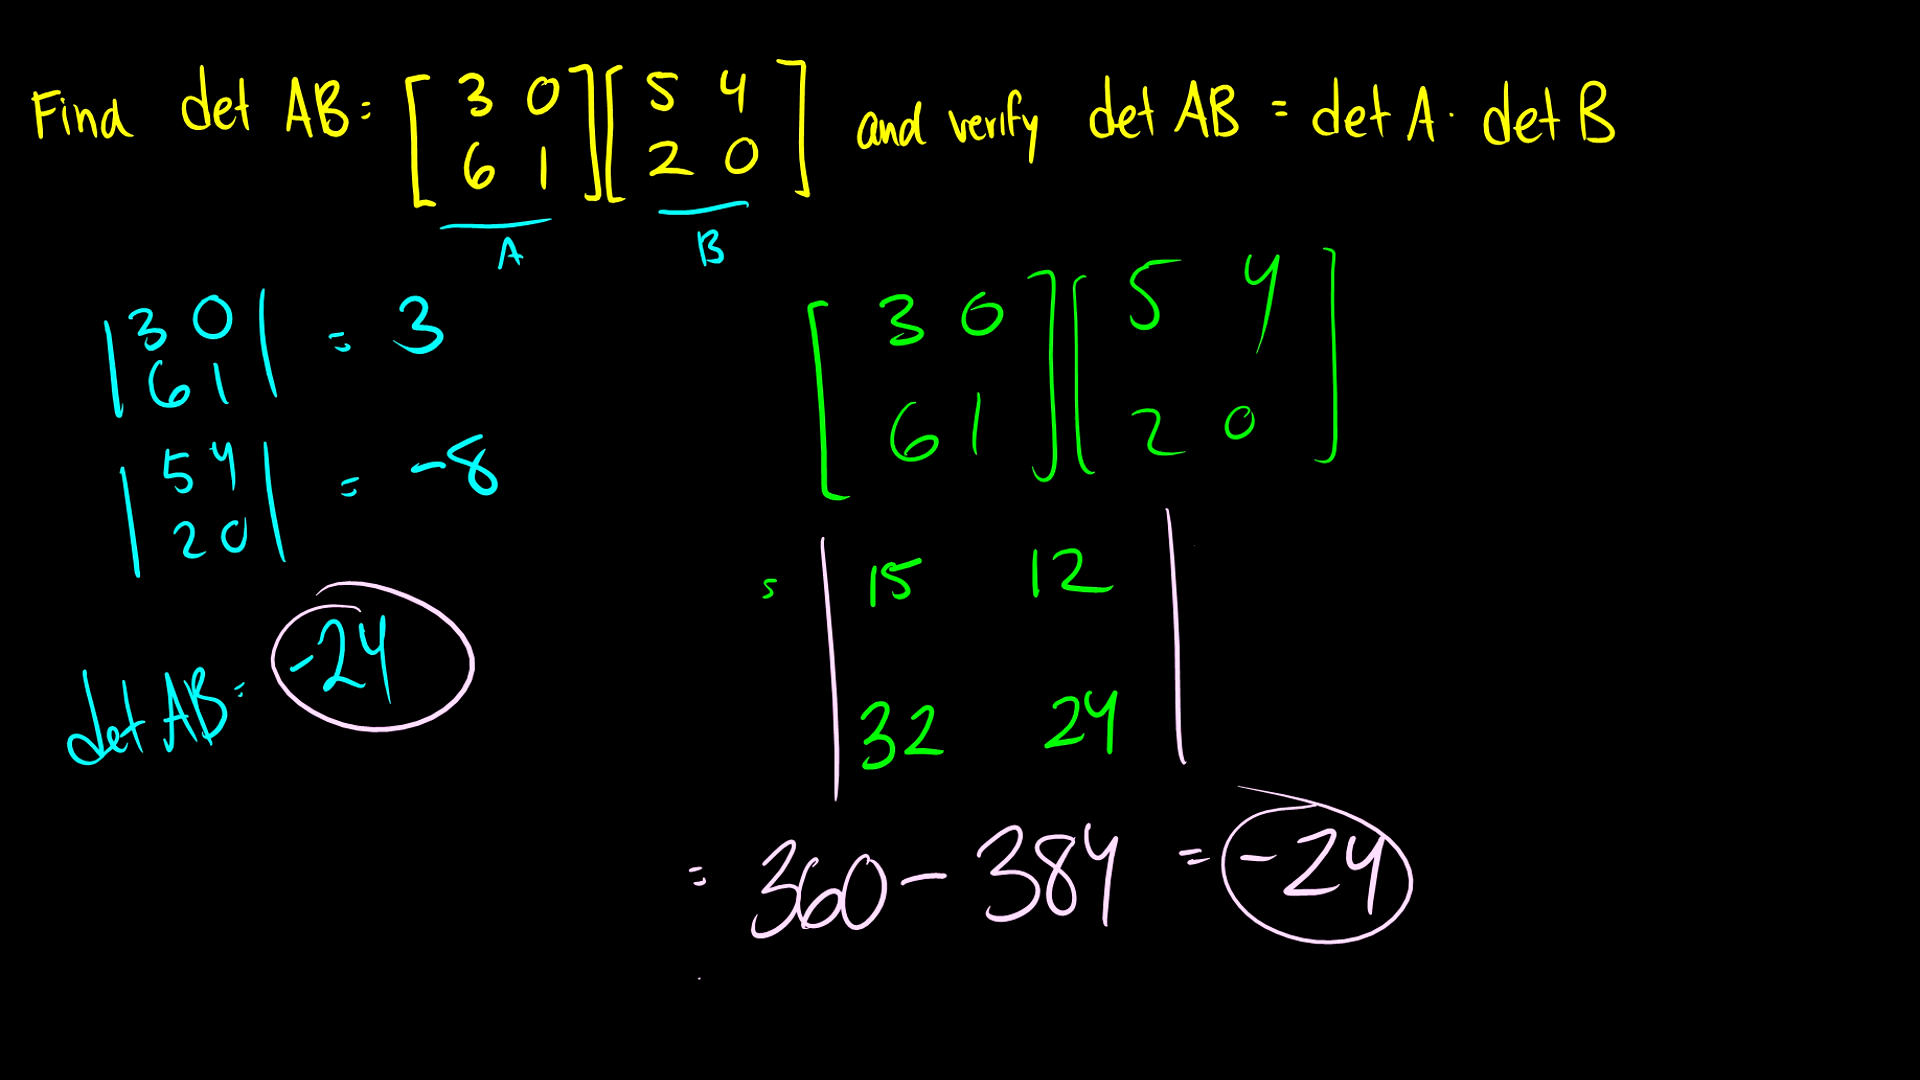 Find det AB = [3 0] [5 4] and verify det AB = det A · det B
[6 1] [2 0]
A B
|3 0| = 3
|6 1|
|5 4| = -8
|2 0|
det AB = -24
[3 0] [5 4]
[6 1] [2 0]
= |15 12|
|32 24|
= 360 - 384 = -24